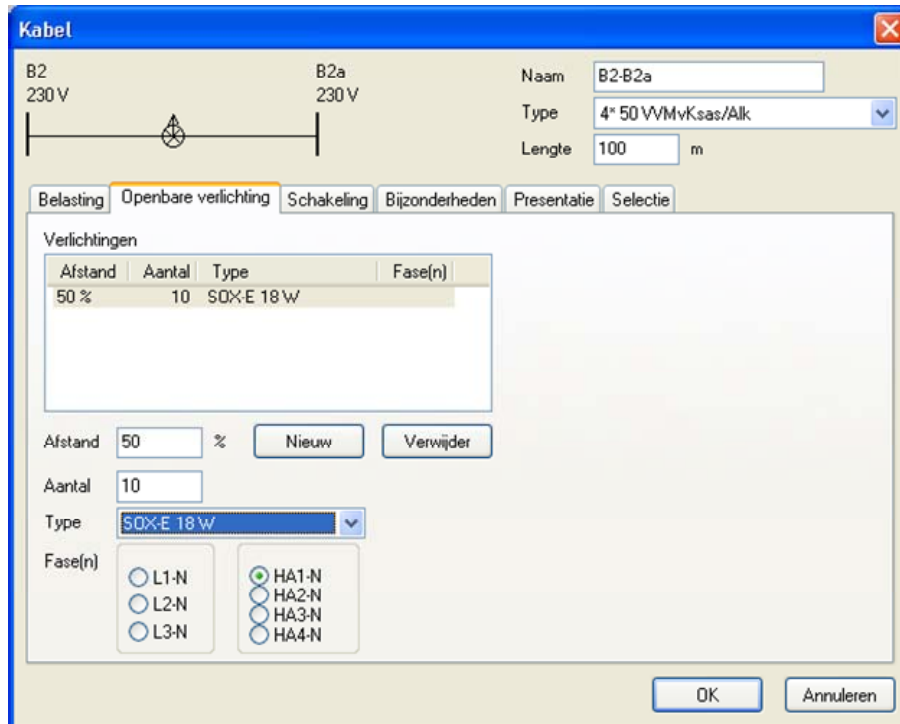 Kabel
B2 B2a
230 V 230 V
Naam B2-B2a
Type 4* 50 VVMvKsas/Alk
Lengte 100 m
Belasting Openbare verlichting Schakeling Bijzonderheden Presentatie Selectie
Verlichtingen
Afstand Aantal Type Fase(n)
50 % 10 SOX-E 18 W
Afstand 50 % Nieuw Verwijder
Aantal 10
Type SOX-E 18 W
Fase(n)
L1-N
L2-N
L3-N
HA1-N
HA2-N
HA3-N
HA4-N
OK Annuleren